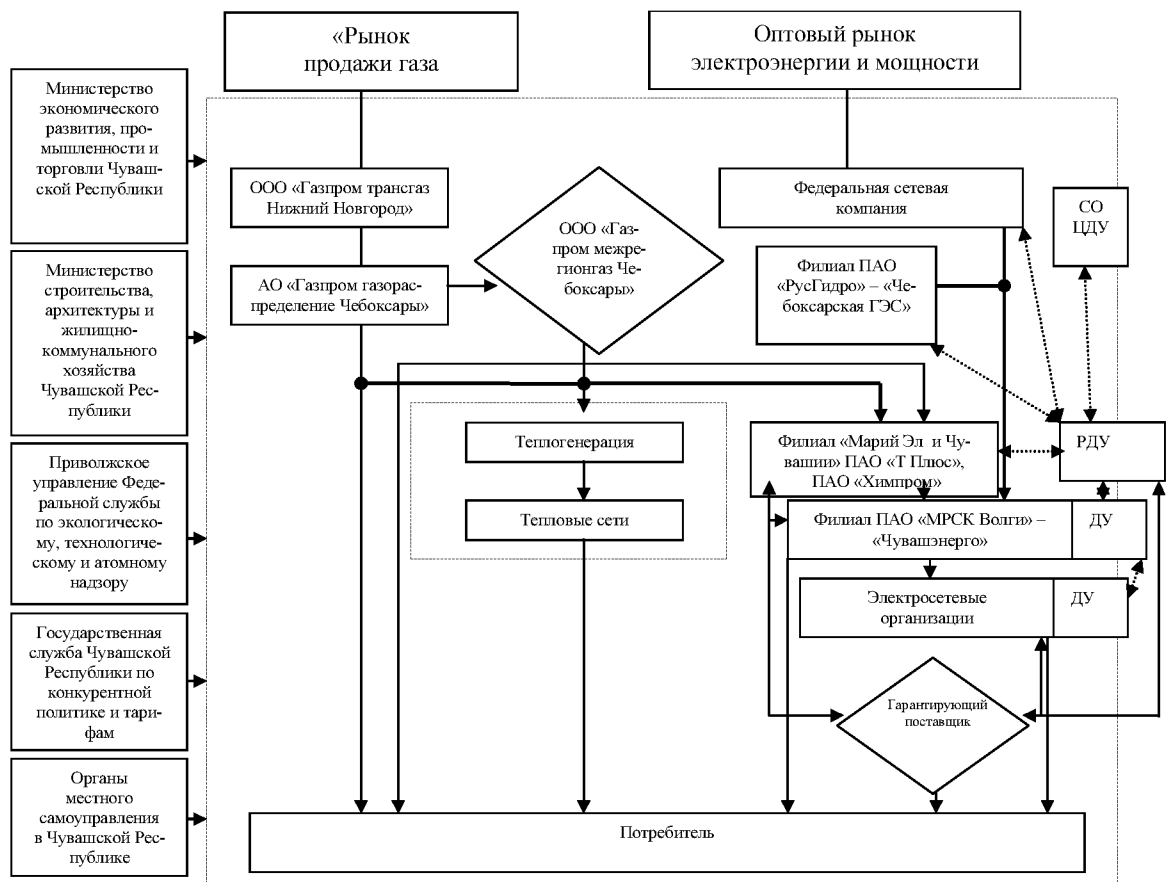 «Рынок
продажи газа
Оптовый рынок
электроэнергии и мощности
Министерство
экономического
развития, про-
мышленности и
торговли Чуваш-
ской Республики
Министерство
строительства,
архитектуры и
жилищно-
коммунального
хозяйства
Чувашской Рес-
публики
Приволжское
управление Феде-
ральной службы
по экологическо-
му, технологиче-
скому и атомному
надзору
Государственная
служба Чувашской
Республики по
конкурентной
политике и тари-
фам
Органы
местного
самоуправления
в Чувашской Рес-
публике
ООО «Газпром трансгаз
Нижний Новгород»
АО «Газпром газорас-
пределение Чебоксары»
ООО «Газ-
пром межре-
гионгаз Че-
боксары»
Федеральная сетевая
компания
СО
ЦДУ
Филиал ПАО
«РусГидро» – «Че-
боксарская ГЭС»
Теплогенерация
Тепловые сети
Филиал «Марий Эл и Чу-
вашии» ПАО «Т Плюс»,
ПАО «Химпром»
РДУ
Филиал ПАО «МРСК Волги» –
«Чувашэнерго»
ДУ
Электросетевые
организации
ДУ
Гарантирующий
поставщик
Потребитель